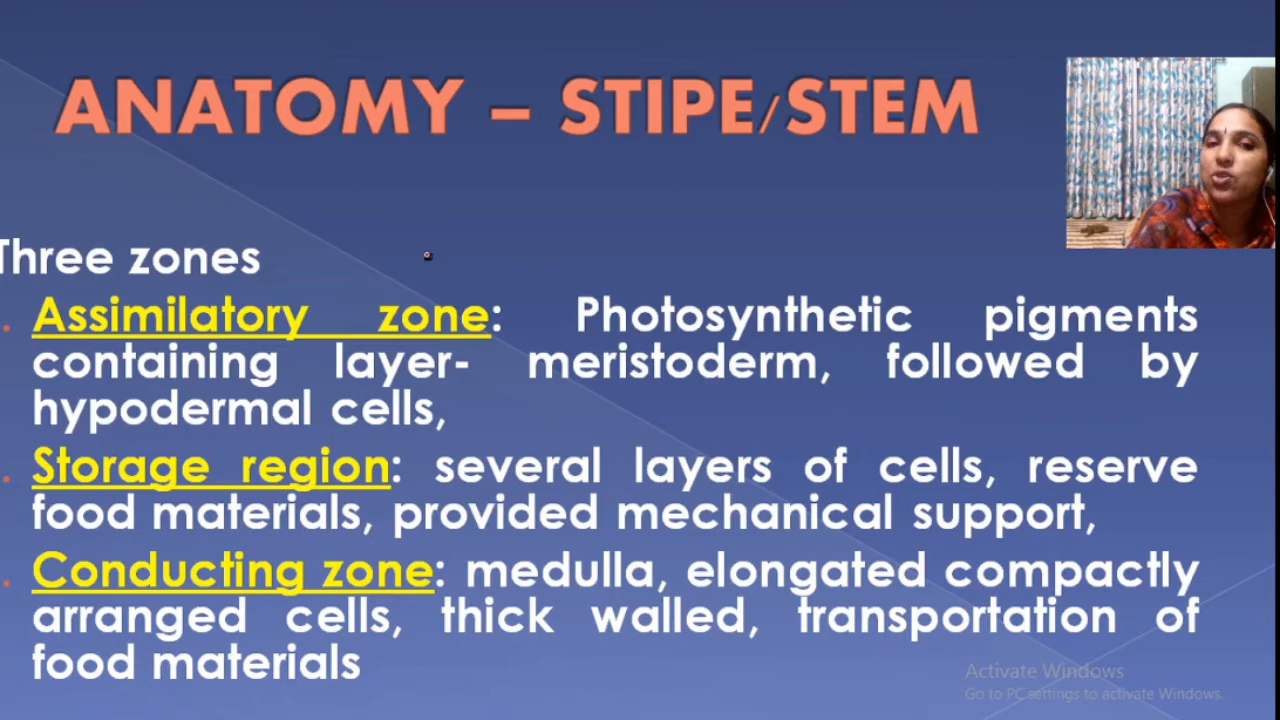 ANATOMY – STIPE/STEM
Three zones
. Assimilatory zone: Photosynthetic pigments
containing layer- meristoderm, followed by
hypodermal cells,
. Storage region: several layers of cells, reserve
food materials, provided mechanical support,
. Conducting zone: medulla, elongated compactly
arranged cells, thick walled, transportation of
food materials
Activate Windows
Go to PC settings to activate Windows.